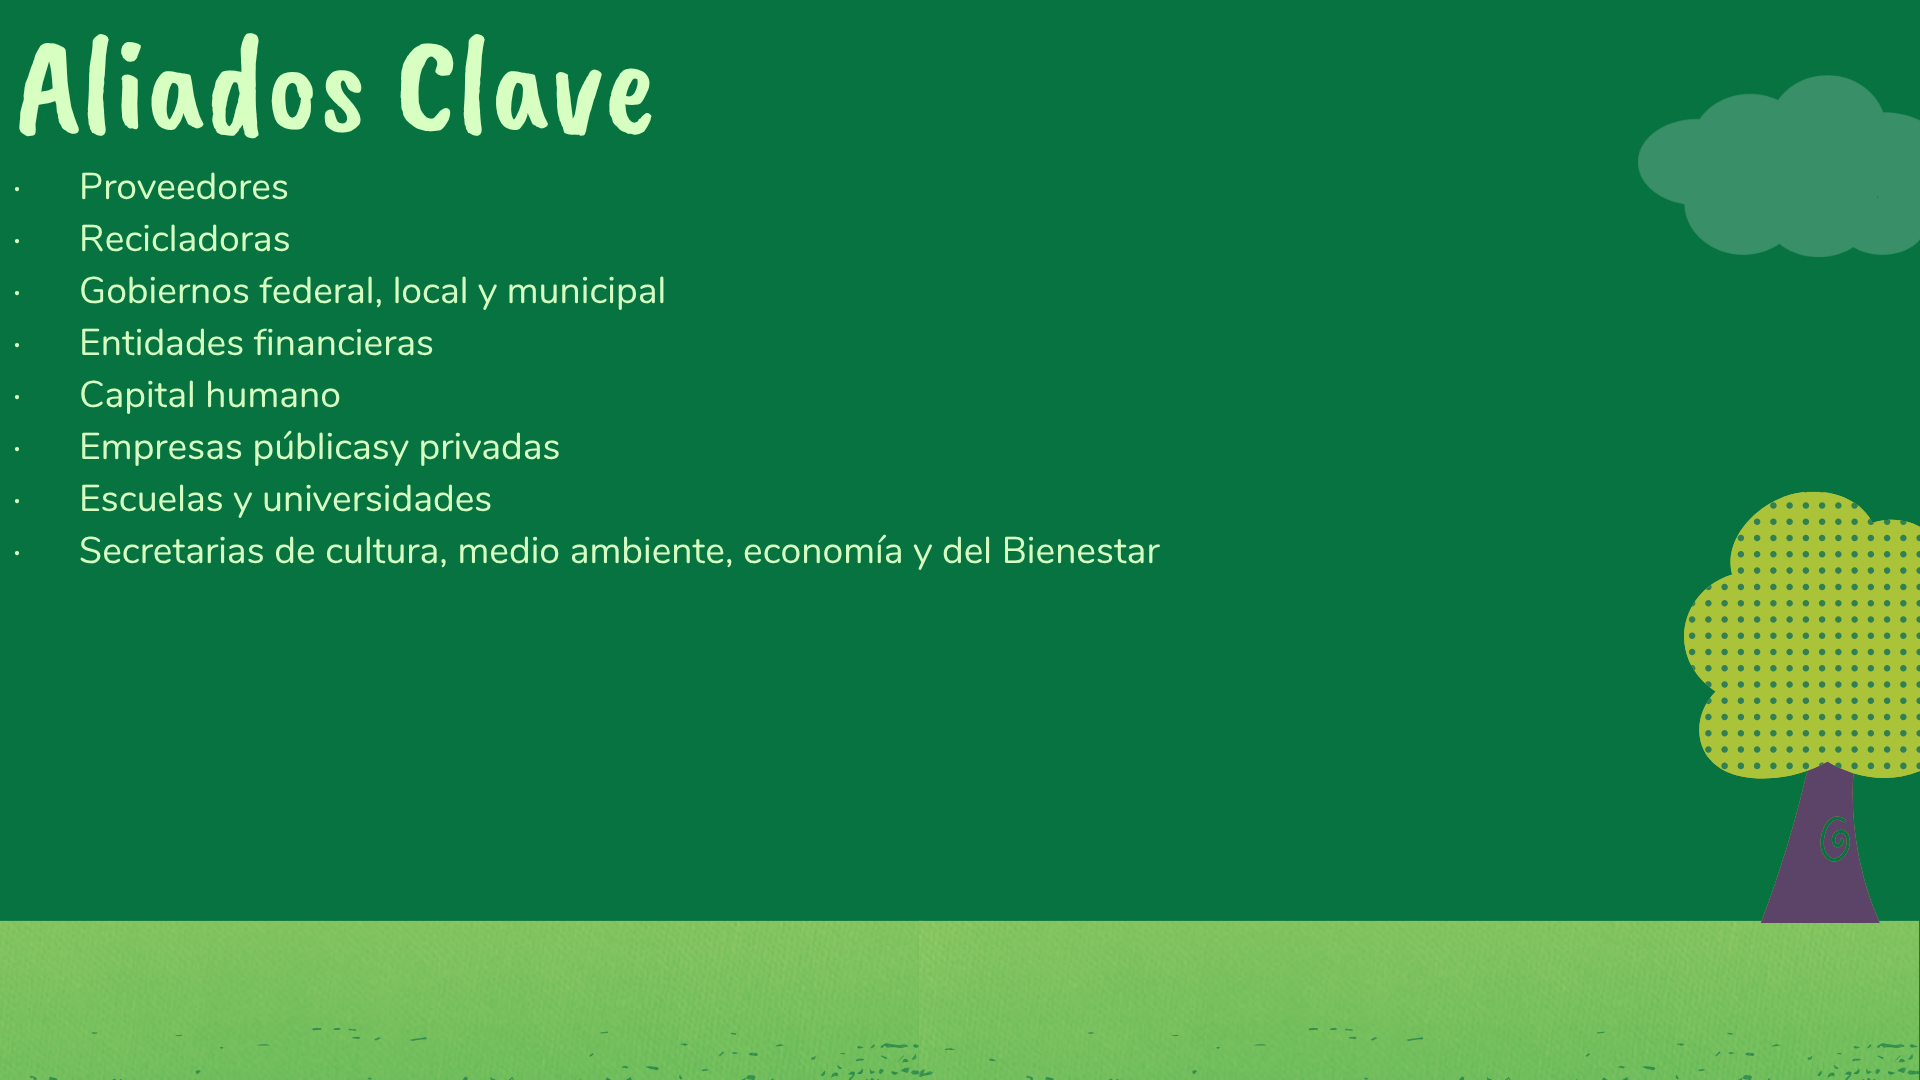 Aliados Clave
· Proveedores
· Recicladoras
· Gobiernos federal, local y municipal
· Entidades financieras
· Capital humano
· Empresas públicasy privadas
· Escuelas y universidades
· Secretarias de cultura, medio ambiente, economía y del Bienestar